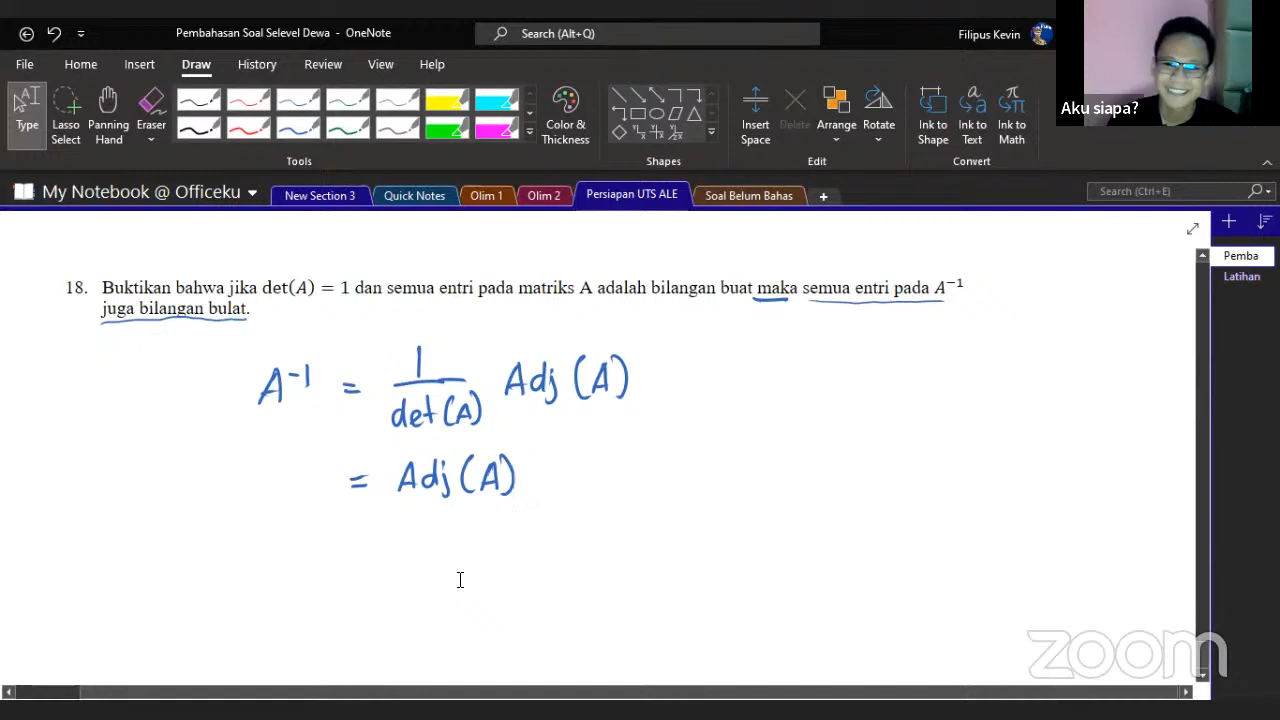 Pembahasan Soal Selevel Dewa - OneNote
Search (Alt+Q)
Filipus Kevin
Aku siapa?
File Home Insert Draw History Review View Help
Type
Lasso Select
Panning Hand
Eraser
Color & Thickness
Insert Space
Delete
Arrange
Rotate
Ink to Shape
Ink to Text
Ink to Math
Tools Shapes Edit Convert
My Notebook @ Officeku
New Section 3 Quick Notes Olim 1 Olim 2 Persiapan UTS ALE Soal Belum Bahas
Search (Ctrl+E)
Pemba
Latihan
18. Buktikan bahwa jika det(A) = 1 dan semua entri pada matriks A adalah bilangan buat maka semua entri pada A⁻¹
juga bilangan bulat.
A⁻¹ = 1/det(A) Adj (A)
= Adj (A)
zoom